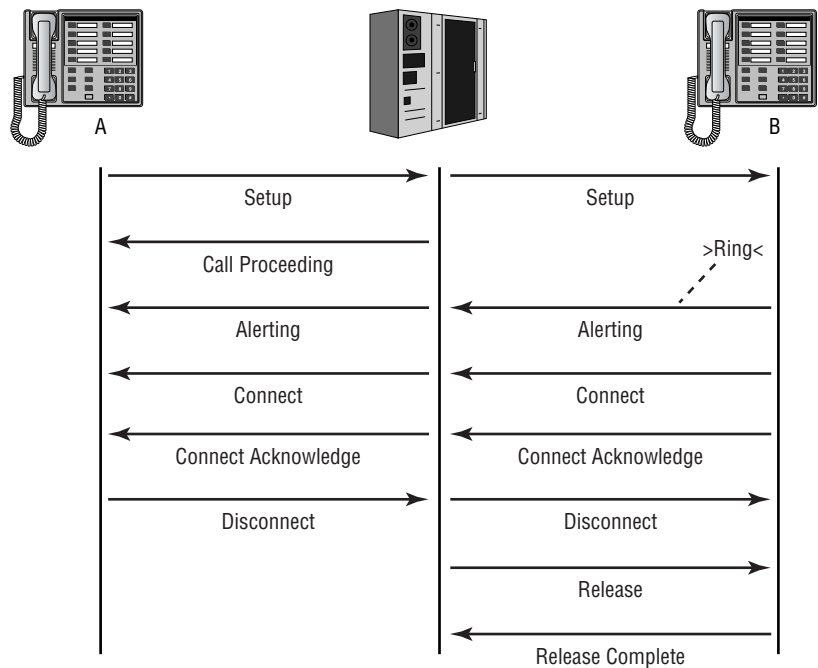 A
B
Setup
Setup
>Ring<
Call Proceeding
Alerting
Alerting
Connect
Connect
Connect Acknowledge
Connect Acknowledge
Disconnect
Disconnect
Release
Release Complete